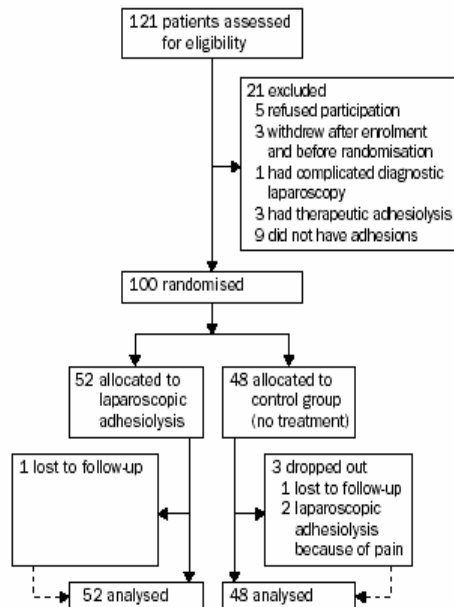 121 patients assessed
for eligibility
21 excluded
5 refused participation
3 withdrew after enrolment
and before randomisation
1 had complicated diagnostic
laparoscopy
3 had therapeutic adhesiolysis
9 did not have adhesions
100 randomised
52 allocated to
laparoscopic
adhesiolysis
48 allocated to
control group
(no treatment)
1 lost to follow-up
3 dropped out
1 lost to follow-up
2 laparoscopic
adhesiolysis
because of pain
52 analysed
48 analysed